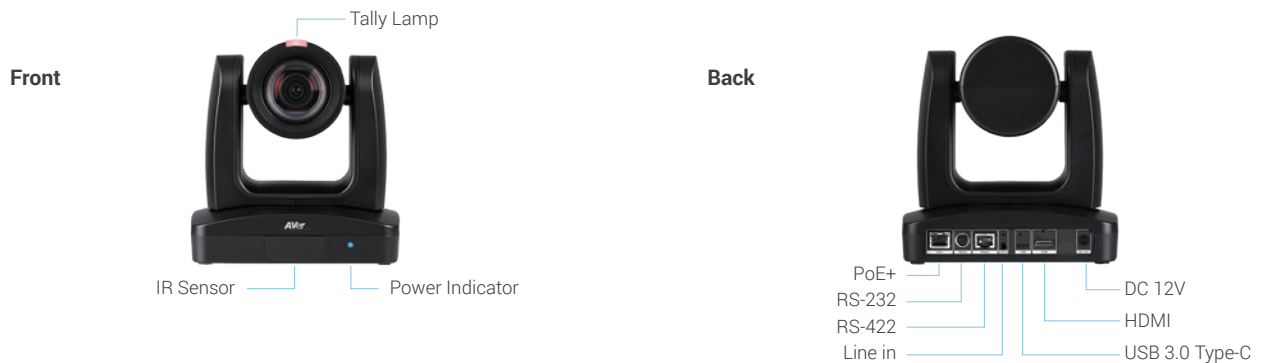 Tally Lamp
Front
AVer
IR Sensor
Power Indicator
Back
PoE+
RS-232
RS-422
Line in
DC 12V
HDMI
USB 3.0 Type-C